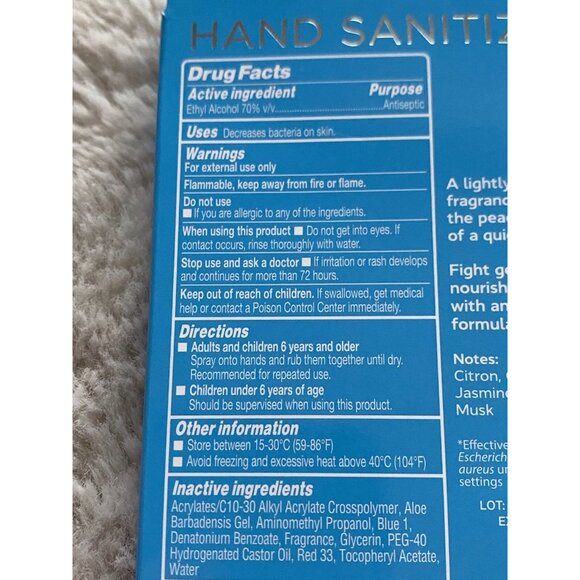 HAND SANITIZ
Drug Facts
Active ingredient Purpose
Ethyl Alcohol 70% v/v........................Antiseptic
Uses Decreases bacteria on skin.
Warnings
For external use only
Flammable, keep away from fire or flame.
Do not use
■ If you are allergic to any of the ingredients.
When using this product ■ Do not get into eyes. If
contact occurs, rinse thoroughly with water.
Stop use and ask a doctor ■ If irritation or rash develops
and continues for more than 72 hours.
Keep out of reach of children. If swallowed, get medical
help or contact a Poison Control Center immediately.
Directions
■ Adults and children 6 years and older
Spray onto hands and rub them together until dry.
Recommended for repeated use.
■ Children under 6 years of age
Should be supervised when using this product.
Other information
■ Store between 15-30°C (59-86°F)
■ Avoid freezing and excessive heat above 40°C (104°F)
Inactive ingredients
Acrylates/C10-30 Alkyl Acrylate Crosspolymer, Aloe
Barbadensis Gel, Aminomethyl Propanol, Blue 1,
Denatonium Benzoate, Fragrance, Glycerin, PEG-40
Hydrogenated Castor Oil, Red 33, Tocopheryl Acetate,
Water
A lightly
fragranc
the peac
of a quie
Fight ge
nourish
with an
formula
Notes:
Citron,
Jasmine
Musk
*Effective
Escherich
aureus un
settings
LOT:
EX